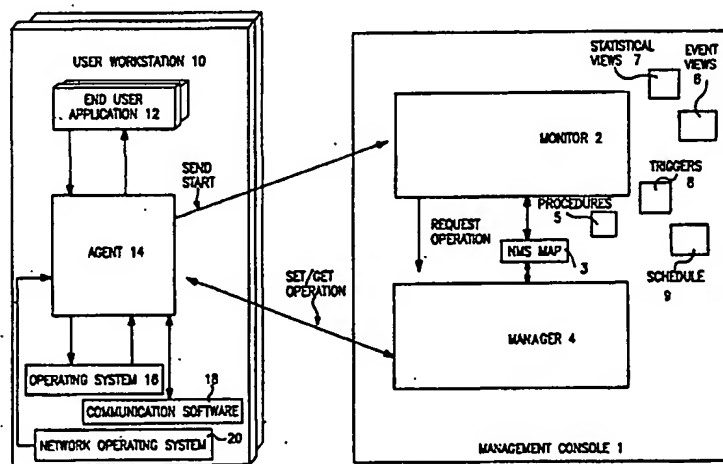 USER WORKSTATION 10
END USER
APPLICATION 12
SEND
START
AGENT 14
SET/GET
OPERATION
OPERATING SYSTEM 16
18
COMMUNICATION SOFTWARE
NETWORK OPERATING SYSTEM
20
STATISTICAL
VIEWS 7
EVENT
VIEWS 6
MONITOR 2
TRIGGERS
8
PROCEDURES
5
REQUEST
OPERATION
NMS MAP
3
SCHEDULE
9
MANAGER 4
MANAGEMENT CONSOLE 1